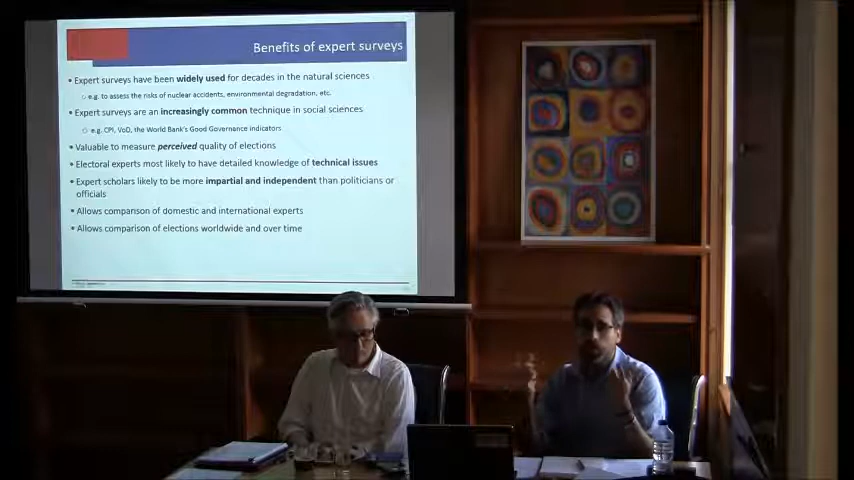 Benefits of expert surveys
• Expert surveys have been widely used for decades in the natural sciences
○ e.g. to assess the risks of nuclear accidents, environmental degradation, etc.
• Expert surveys are an increasingly common technique in social sciences
○ e.g. CPI, VoD, the World Bank's Good Governance indicators
• Valuable to measure perceived quality of elections
• Electoral experts most likely to have detailed knowledge of technical issues
• Expert scholars likely to be more impartial and independent than politicians or
officials
• Allows comparison of domestic and international experts
• Allows comparison of elections worldwide and over time